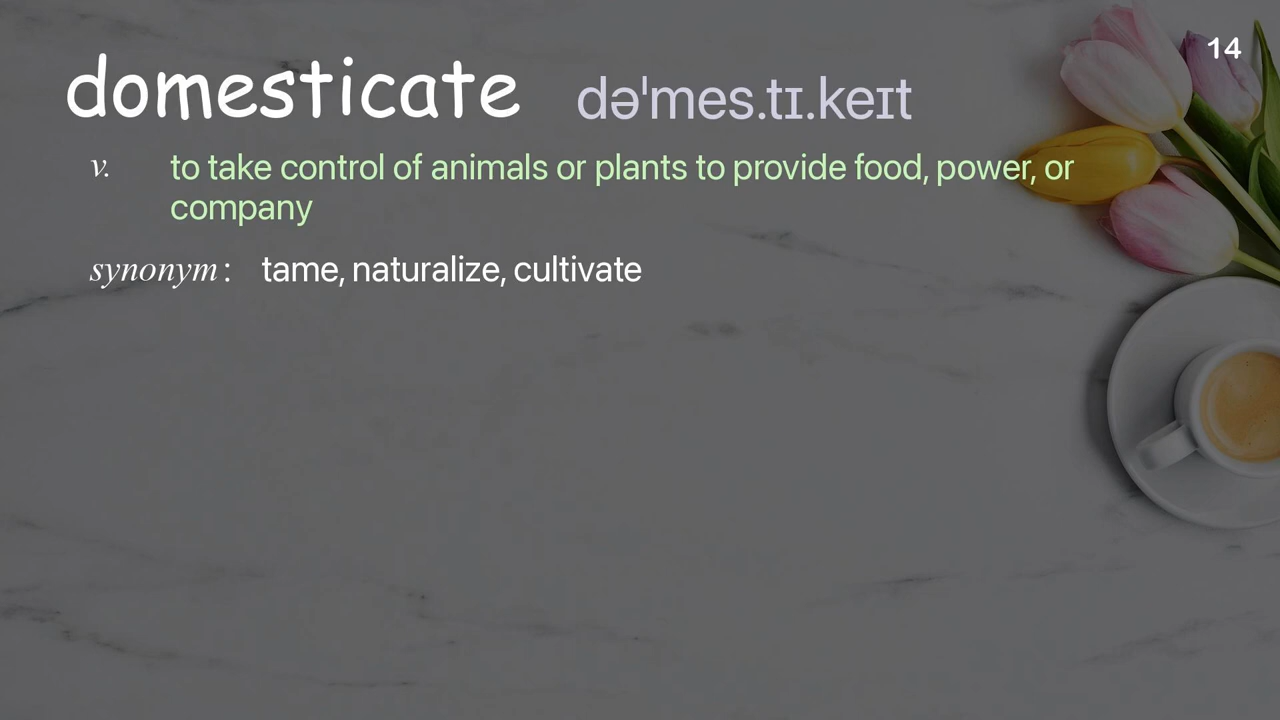 14
domesticate dəˈmes.tɪ.keɪt
v. to take control of animals or plants to provide food, power, or
company
synonym : tame, naturalize, cultivate